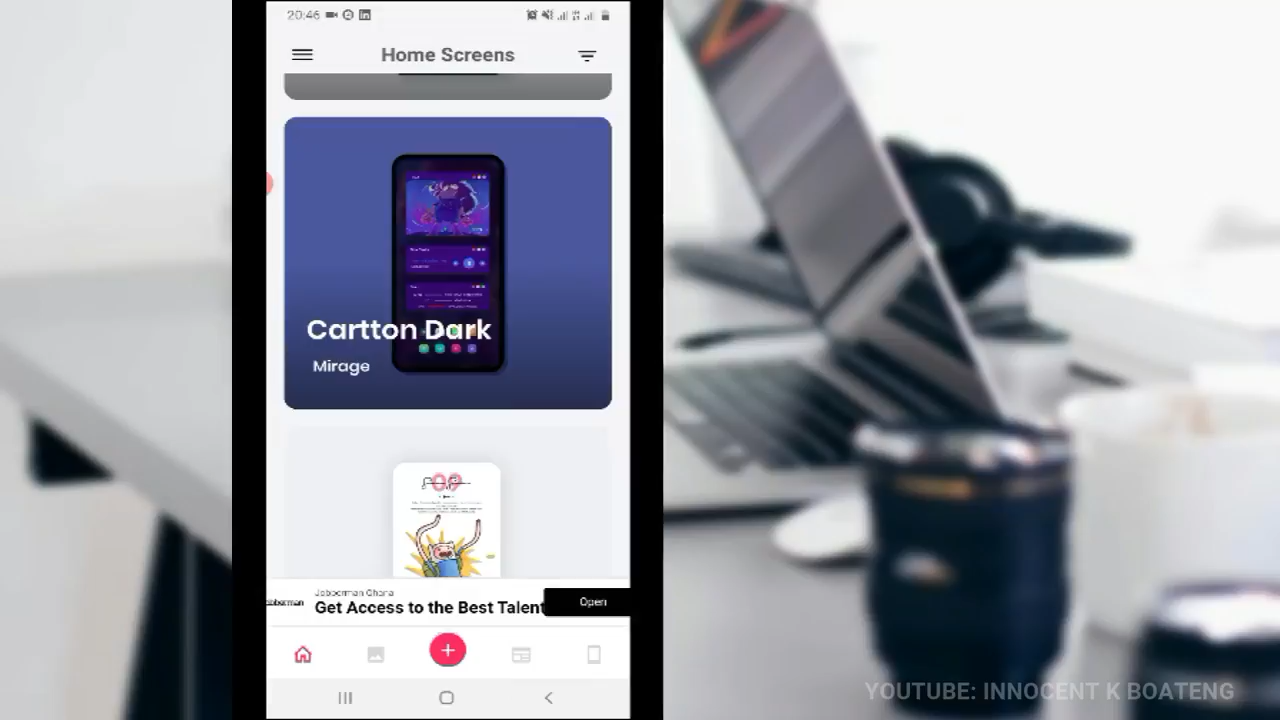 20:46
Home Screens
Cartton Dark
Mirage
09
Jobberman Ghana
Get Access to the Best Talent
Open
YOUTUBE: INNOCENT K BOATENG